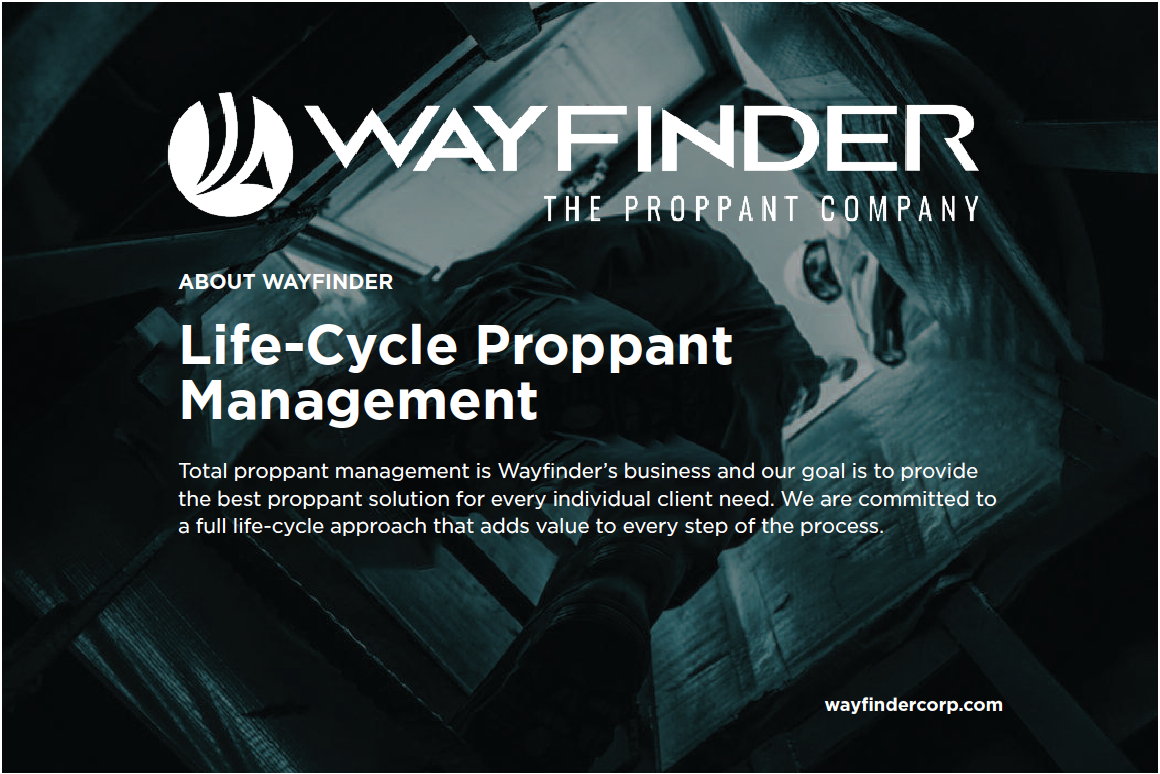 WAYFINDER
THE PROPPANT COMPANY
ABOUT WAYFINDER
Life-Cycle Proppant
Management
Total proppant management is Wayfinder’s business and our goal is to provide
the best proppant solution for every individual client need. We are committed to
a full life-cycle approach that adds value to every step of the process.
wayfindercorp.com